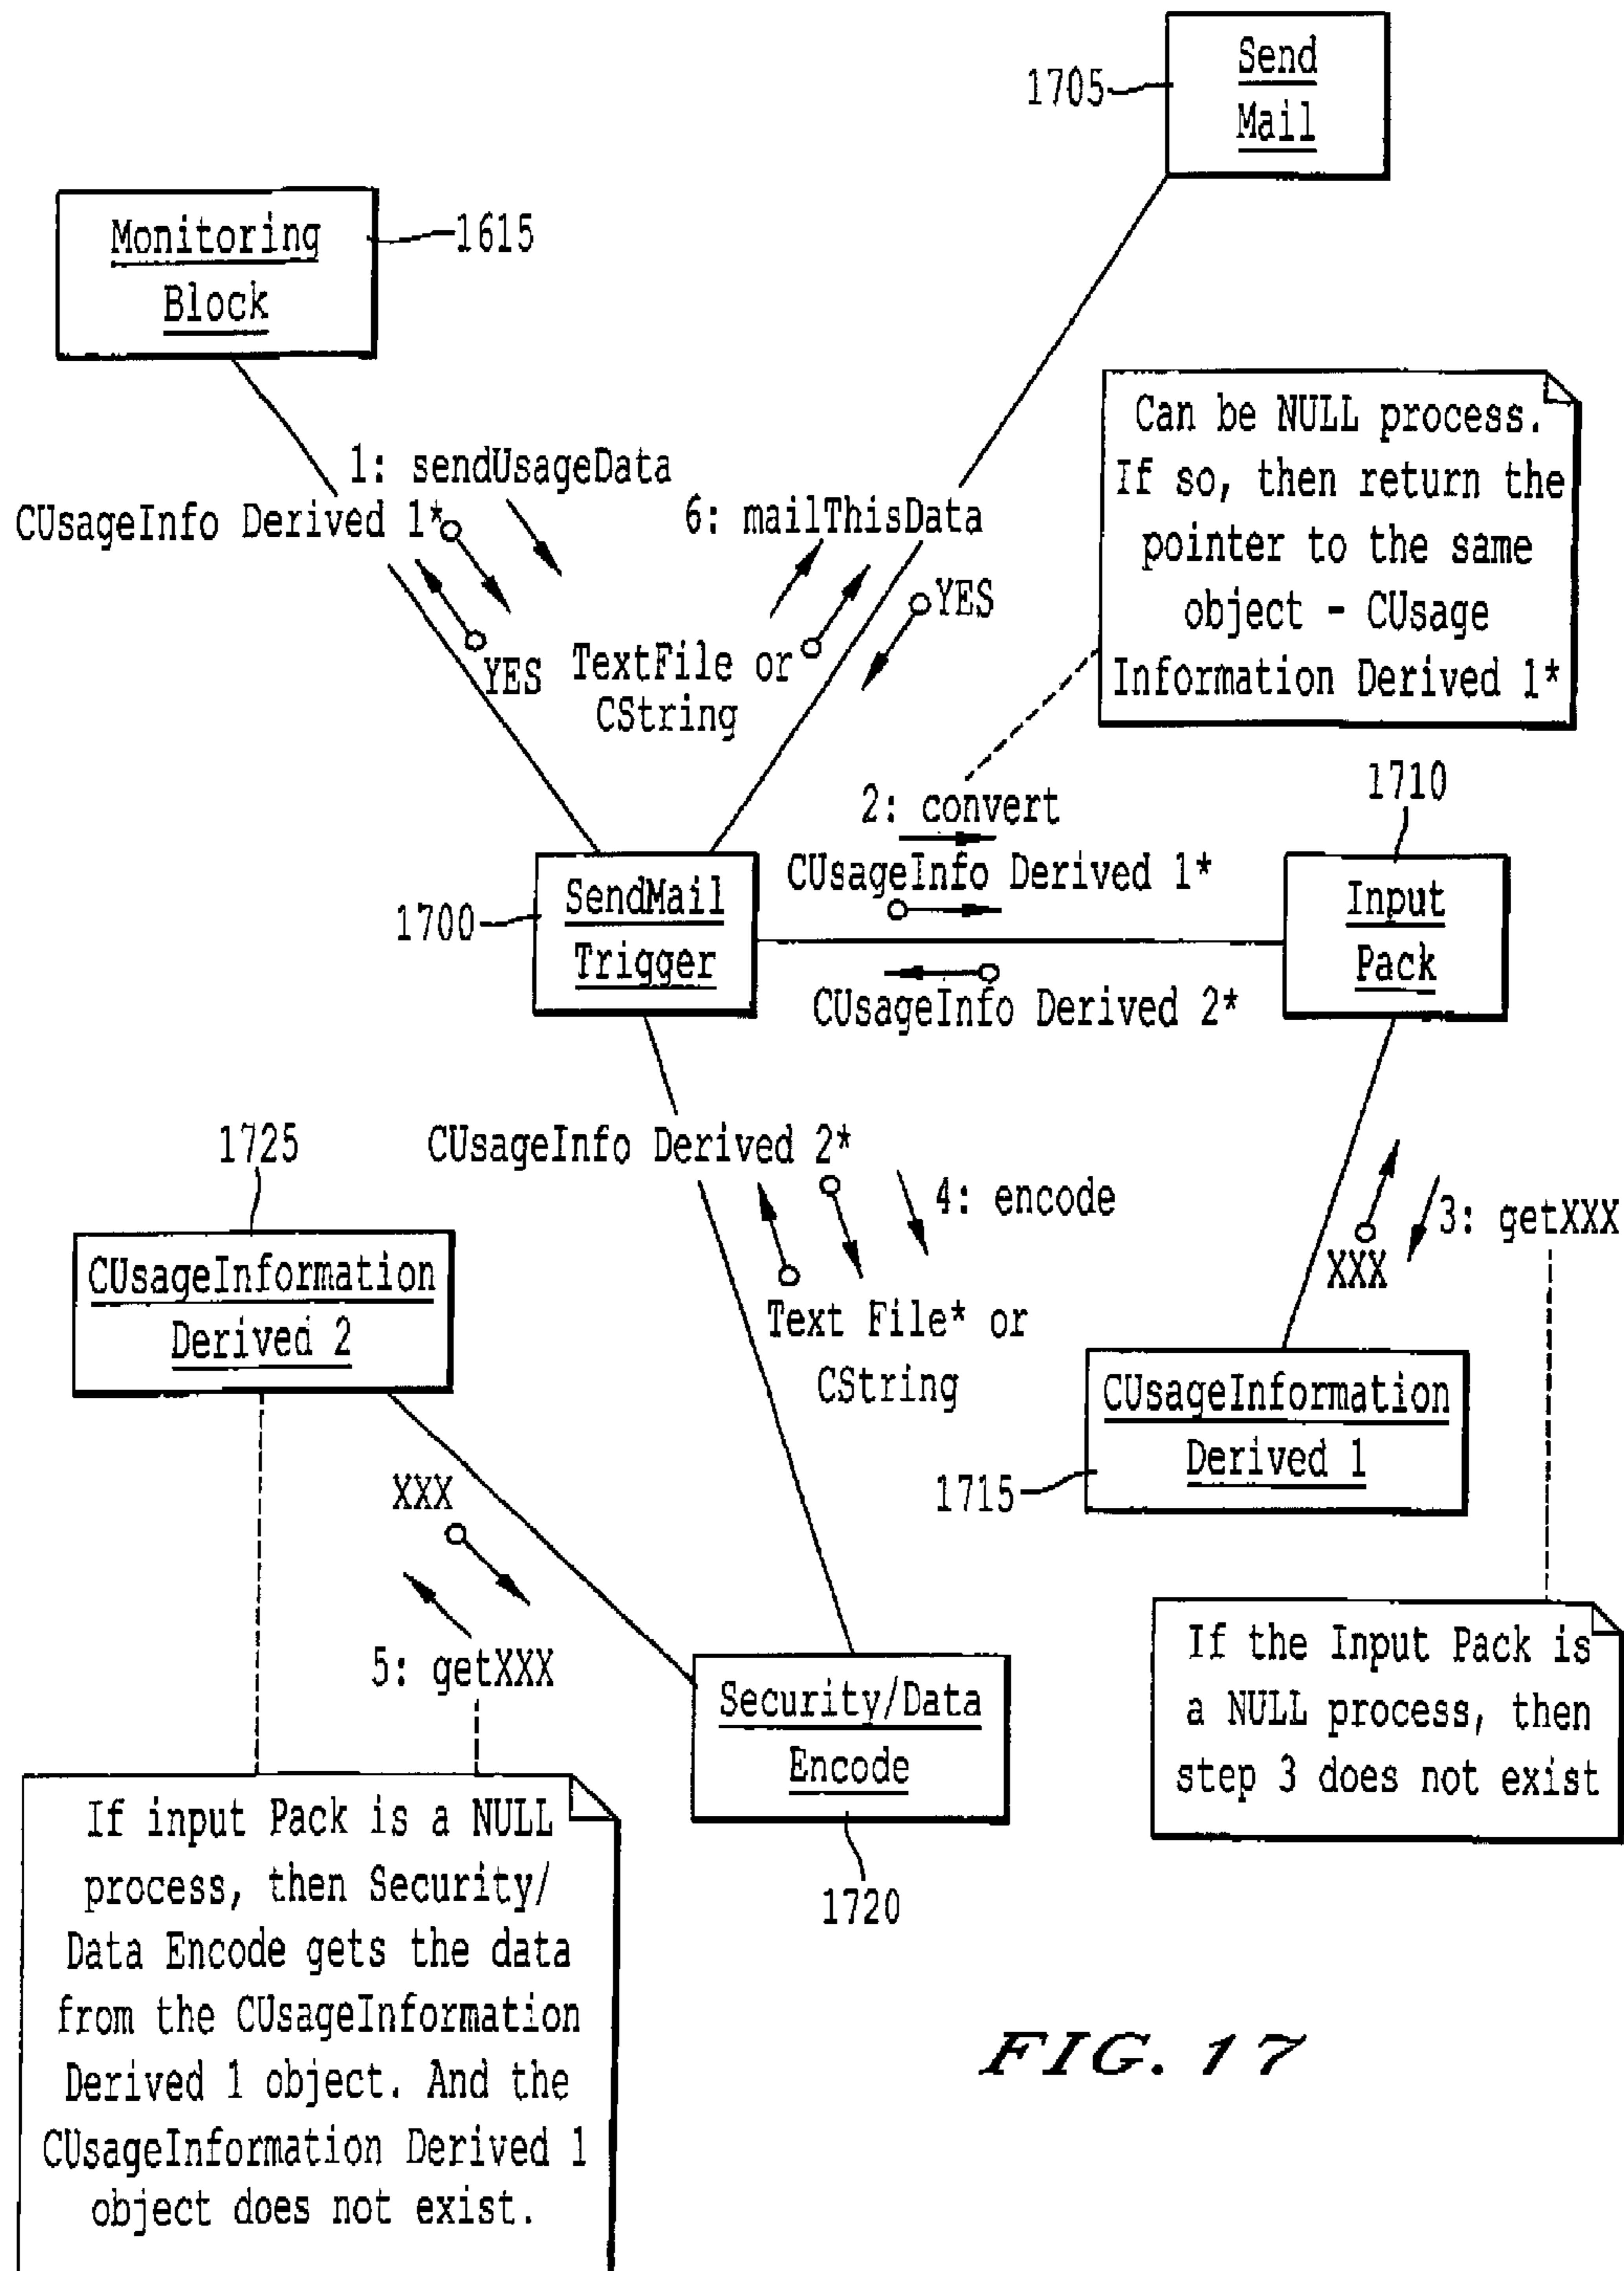 1705
Send
Mail
Monitoring
Block
1615
Can be NULL process.
If so, then return the
pointer to the same
object - CUsage
Information Derived 1*
1: sendUsageData
CUsageInfo Derived 1*
YES
6: mailThisData
TextFile or
CString
YES
2: convert
CUsageInfo Derived 1*
CUsageInfo Derived 2*
1700
SendMail
Trigger
1710
Input
Pack
CUsageInfo Derived 2*
4: encode
Text File* or
CString
3: getXXX
XXX
1725
CUsageInformation
Derived 2
CUsageInformation
Derived 1
1715
XXX
5: getXXX
Security/Data
Encode
1720
If the Input Pack is
a NULL process, then
step 3 does not exist
If input Pack is a NULL
process, then Security/
Data Encode gets the data
from the CUsageInformation
Derived 1 object. And the
CUsageInformation Derived 1
object does not exist.
FIG. 17